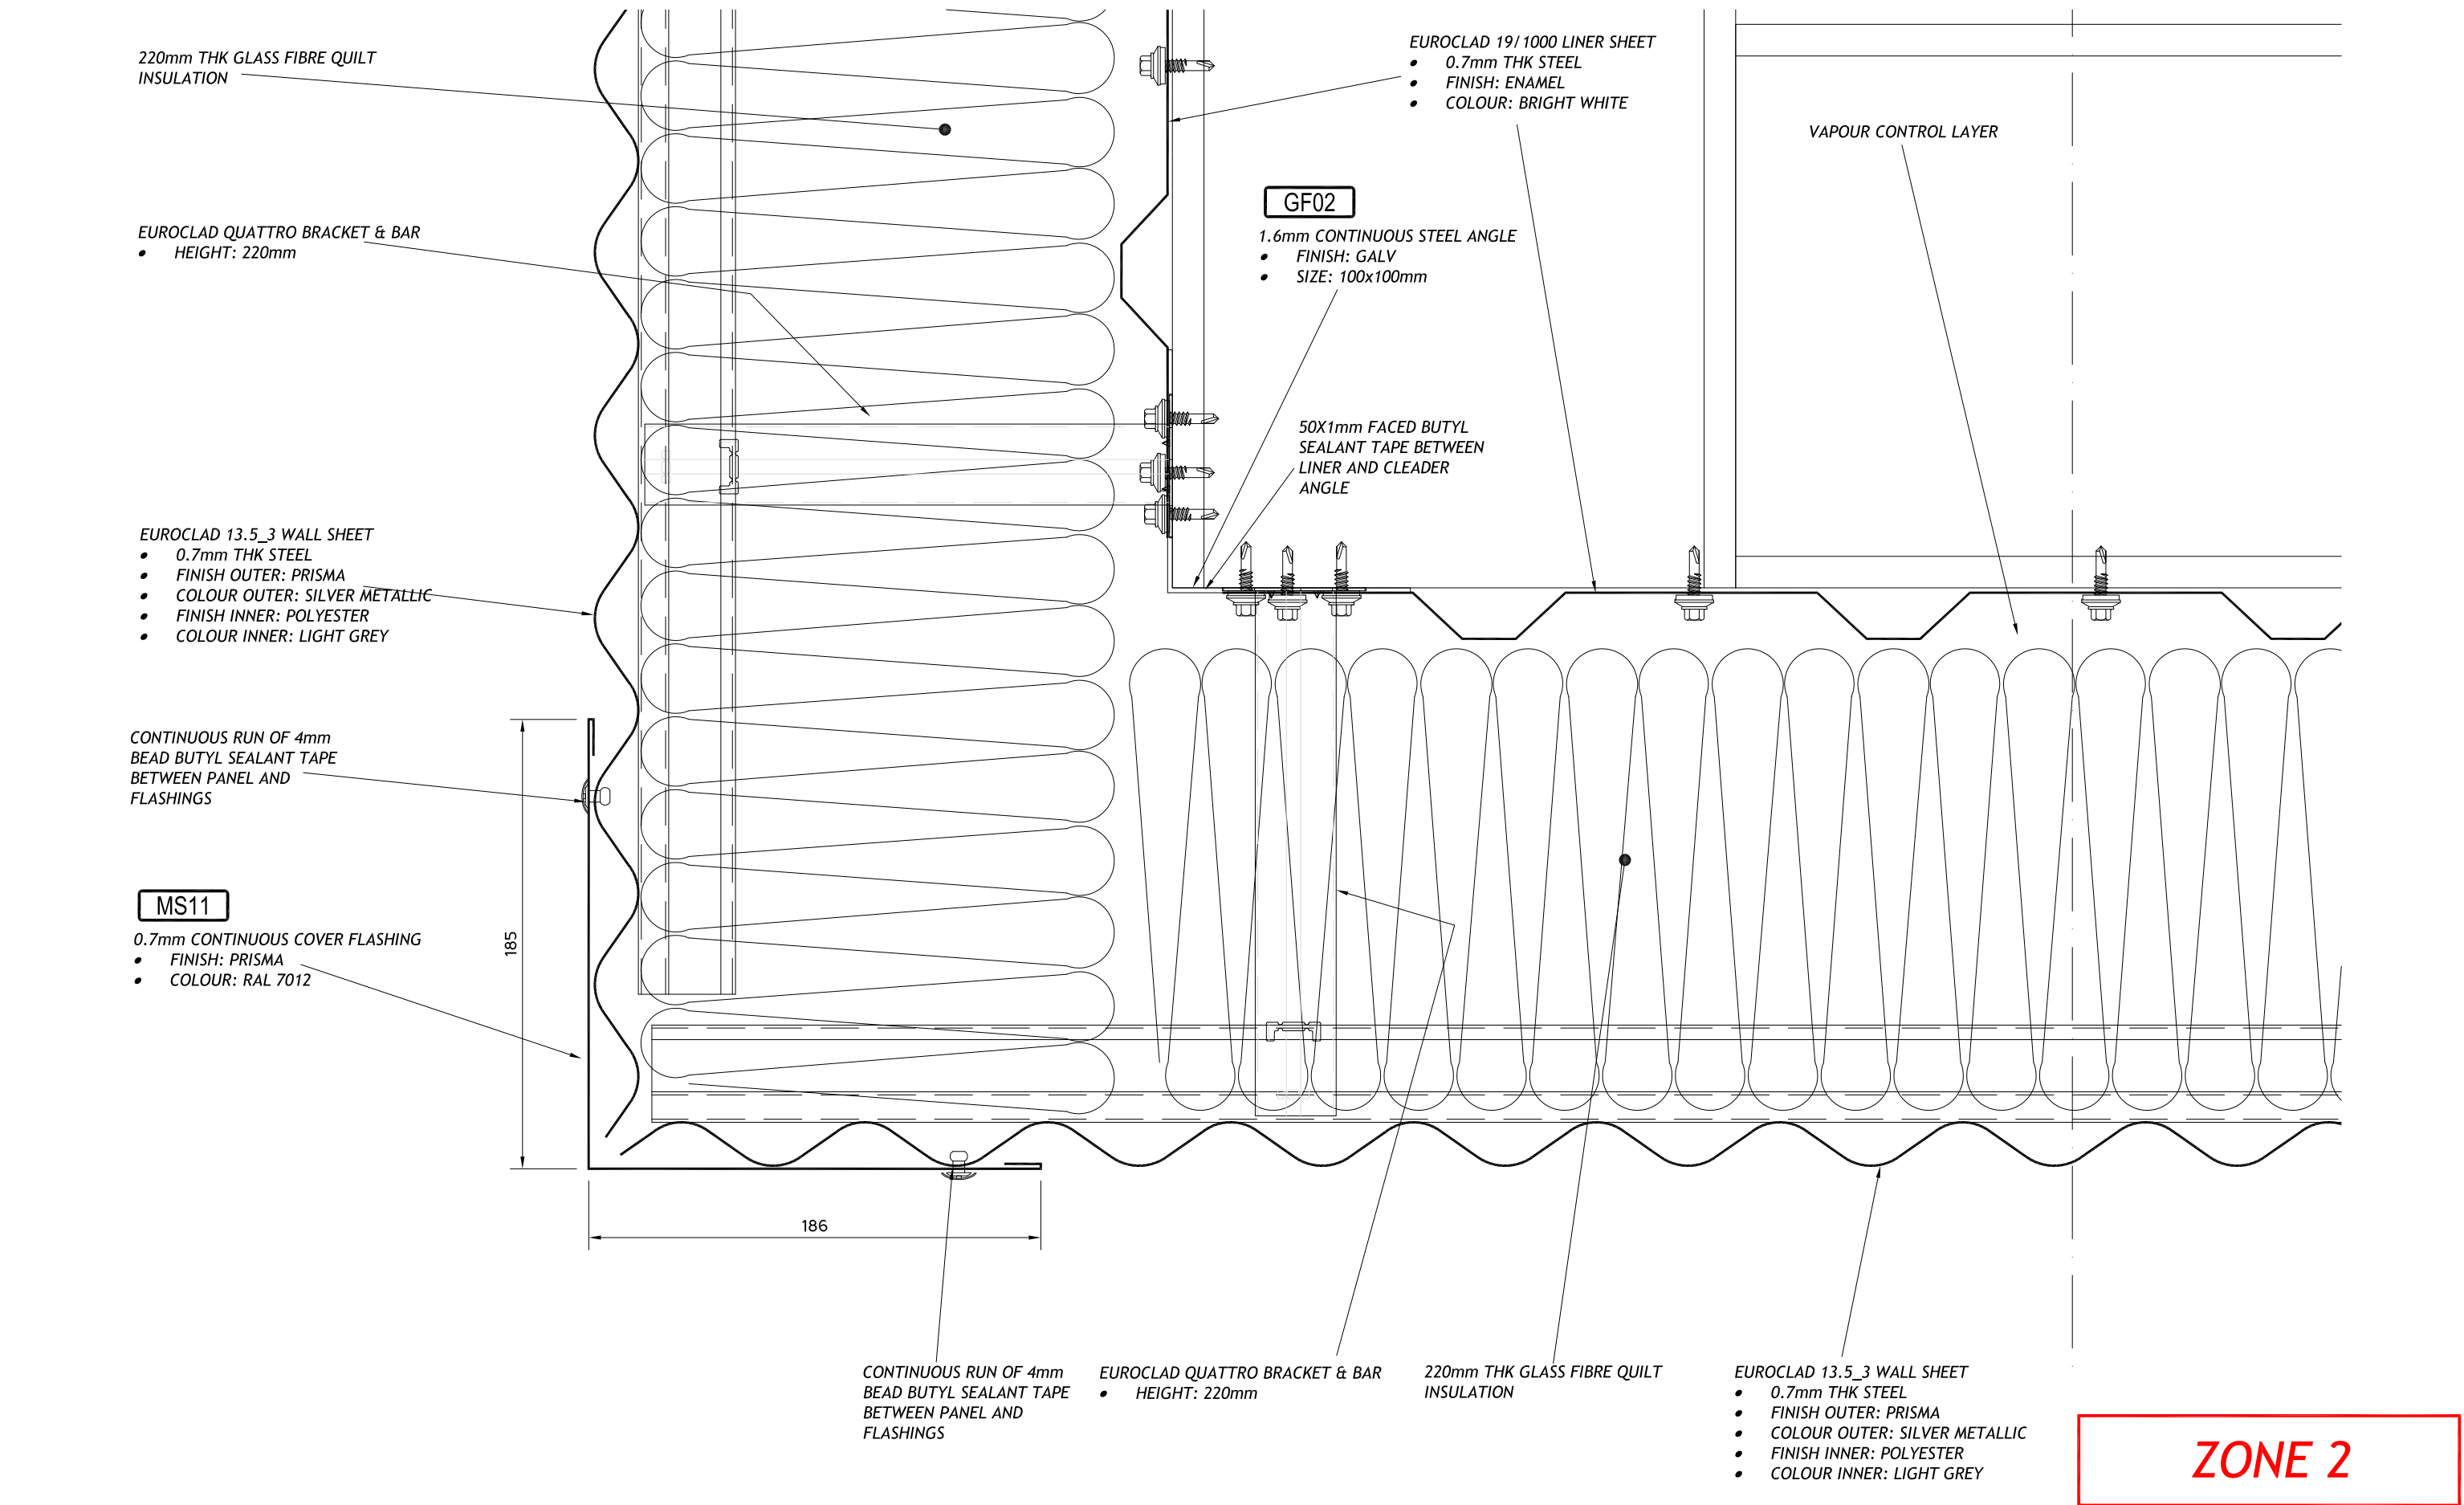 220mm THK GLASS FIBRE QUILT
INSULATION
EUROCLAD QUATTRO BRACKET & BAR
● HEIGHT: 220mm
EUROCLAD 13.5_3 WALL SHEET
● 0.7mm THK STEEL
● FINISH OUTER: PRISMA
● COLOUR OUTER: SILVER METALLIC
● FINISH INNER: POLYESTER
● COLOUR INNER: LIGHT GREY
CONTINUOUS RUN OF 4mm
BEAD BUTYL SEALANT TAPE
BETWEEN PANEL AND
FLASHINGS
MS11
0.7mm CONTINUOUS COVER FLASHING
● FINISH: PRISMA
● COLOUR: RAL 7012
185
186
EUROCLAD 19/1000 LINER SHEET
● 0.7mm THK STEEL
● FINISH: ENAMEL
● COLOUR: BRIGHT WHITE
VAPOUR CONTROL LAYER
GF02
1.6mm CONTINUOUS STEEL ANGLE
● FINISH: GALV
● SIZE: 100x100mm
50X1mm FACED BUTYL
SEALANT TAPE BETWEEN
LINER AND CLEADER
ANGLE
CONTINUOUS RUN OF 4mm
BEAD BUTYL SEALANT TAPE
BETWEEN PANEL AND
FLASHINGS
EUROCLAD QUATTRO BRACKET & BAR
● HEIGHT: 220mm
220mm THK GLASS FIBRE QUILT
INSULATION
EUROCLAD 13.5_3 WALL SHEET
● 0.7mm THK STEEL
● FINISH OUTER: PRISMA
● COLOUR OUTER: SILVER METALLIC
● FINISH INNER: POLYESTER
● COLOUR INNER: LIGHT GREY
ZONE 2